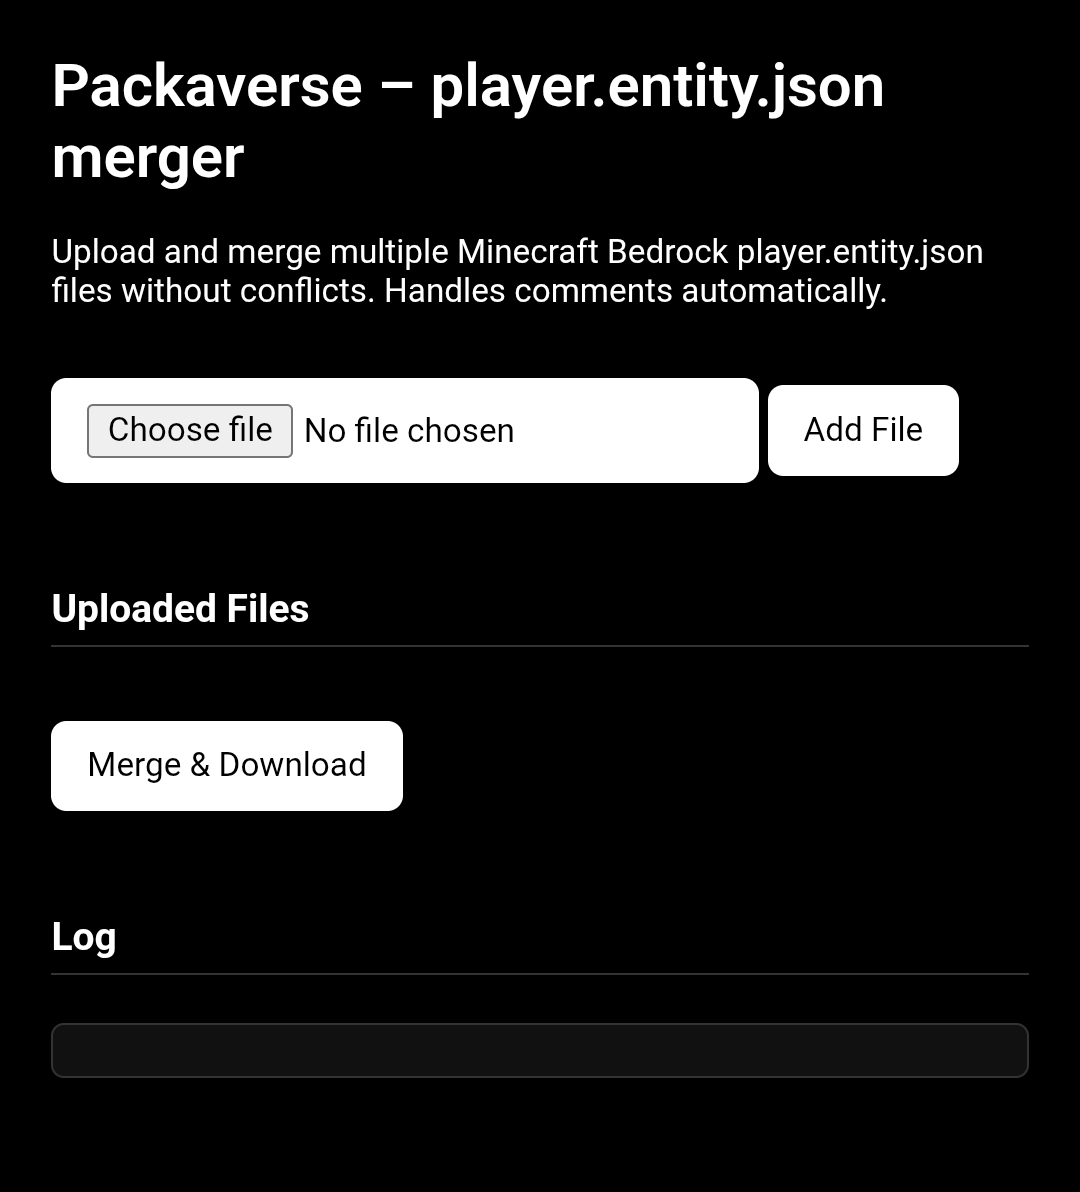 Packaverse – player.entity.json
merger
Upload and merge multiple Minecraft Bedrock player.entity.json
files without conflicts. Handles comments automatically.
Choose file No file chosen
Add File
Uploaded Files
Merge & Download
Log